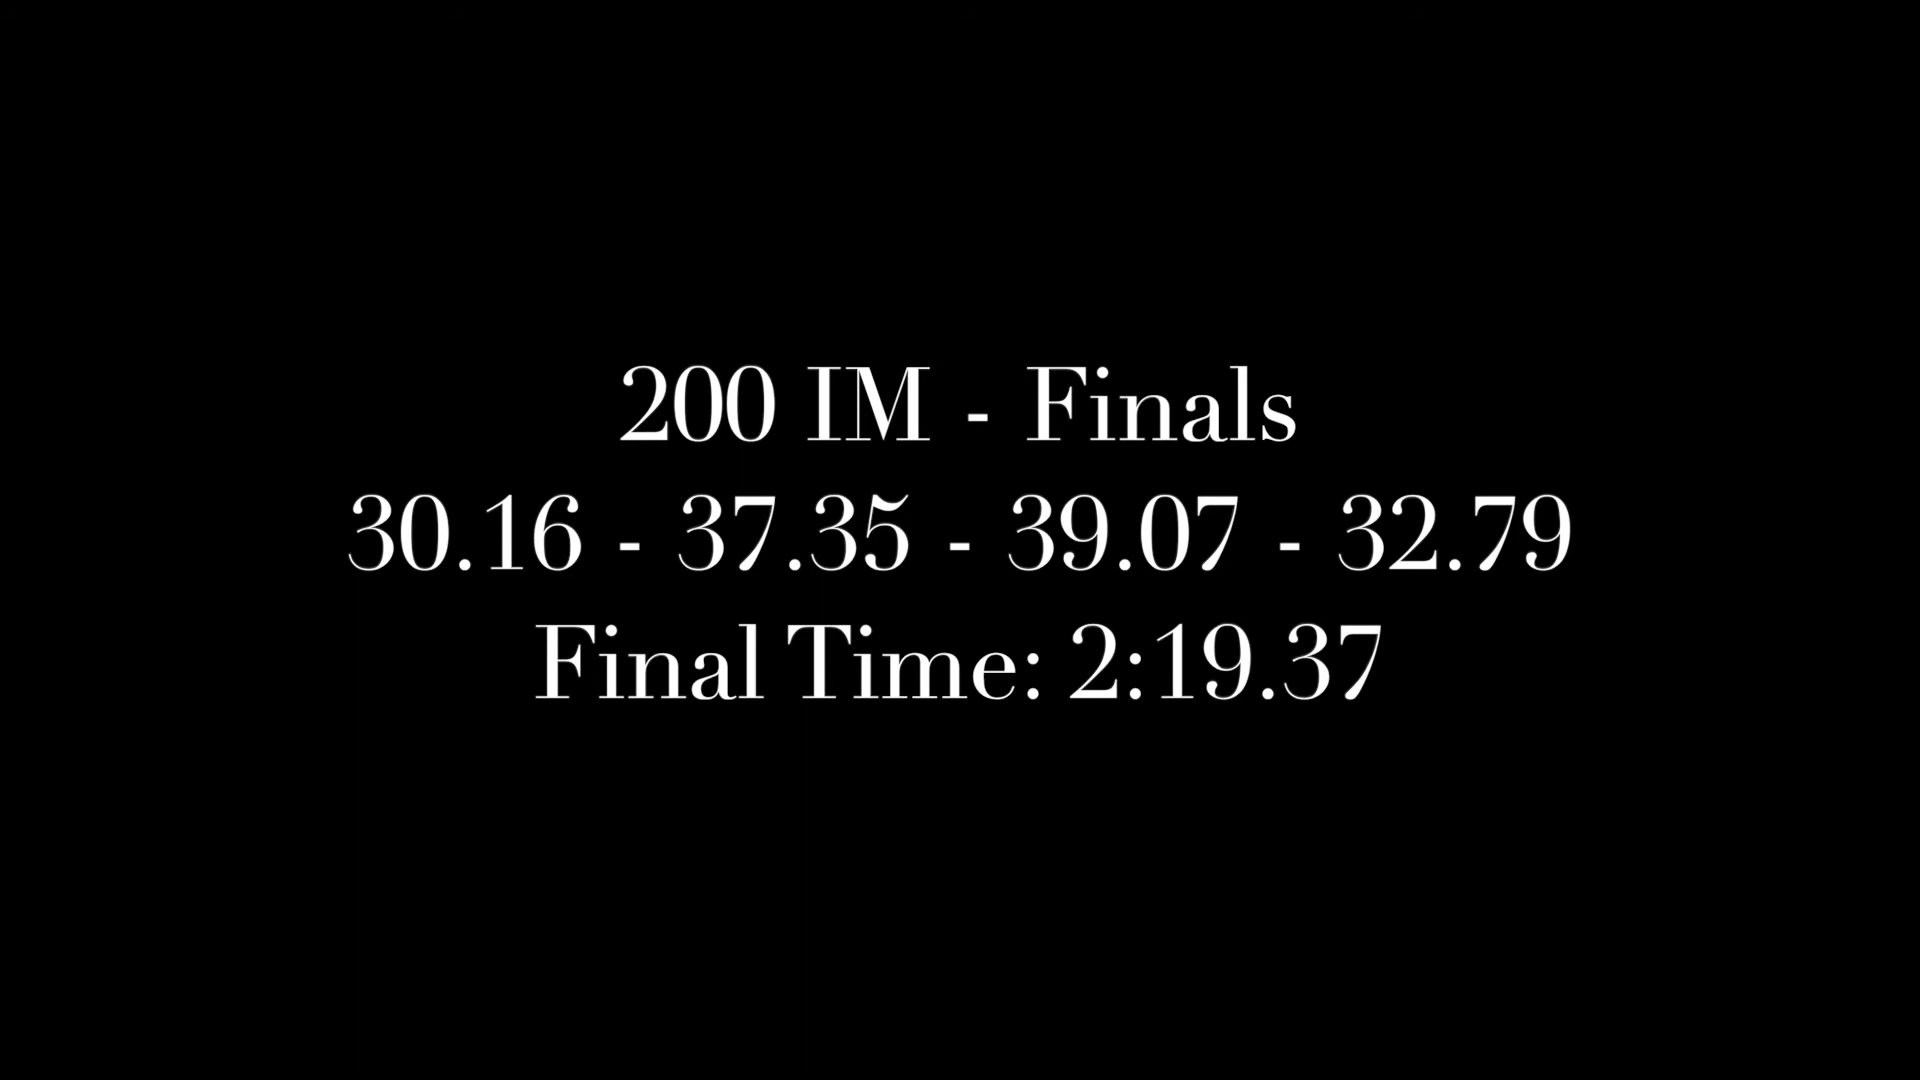 200 IM - Finals
30.16 - 37.35 - 39.07 - 32.79
Final Time: 2:19.37